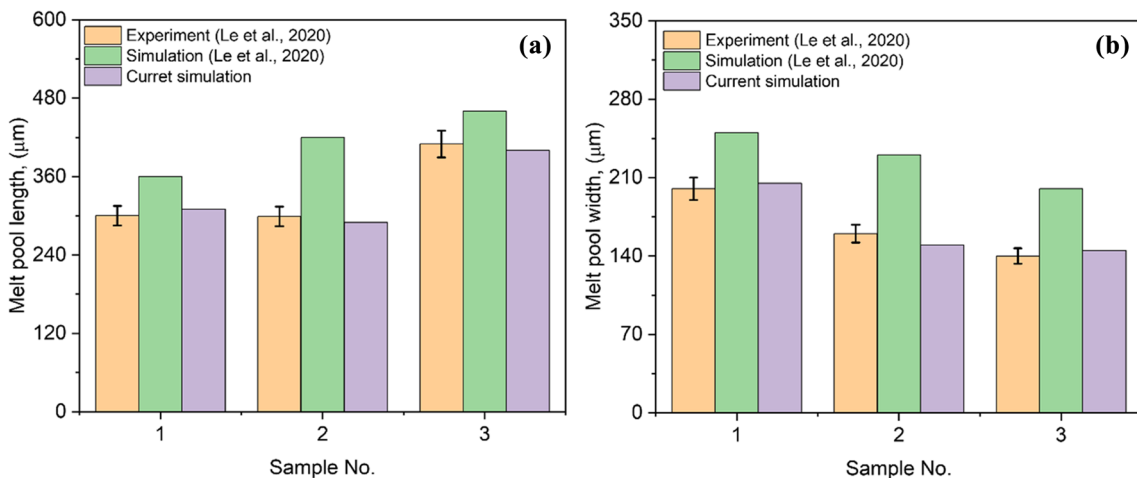 600
480
360
240
120
0
Melt pool length, (μm)
Experiment (Le et al., 2020)
Simulation (Le et al., 2020)
Curret simulation
(a)
1 2 3
Sample No.
350
280
210
140
70
0
Melt pool width, (μm)
Experiment (Le et al., 2020)
Simulation (Le et al., 2020)
Current simulation
(b)
1 2 3
Sample No.